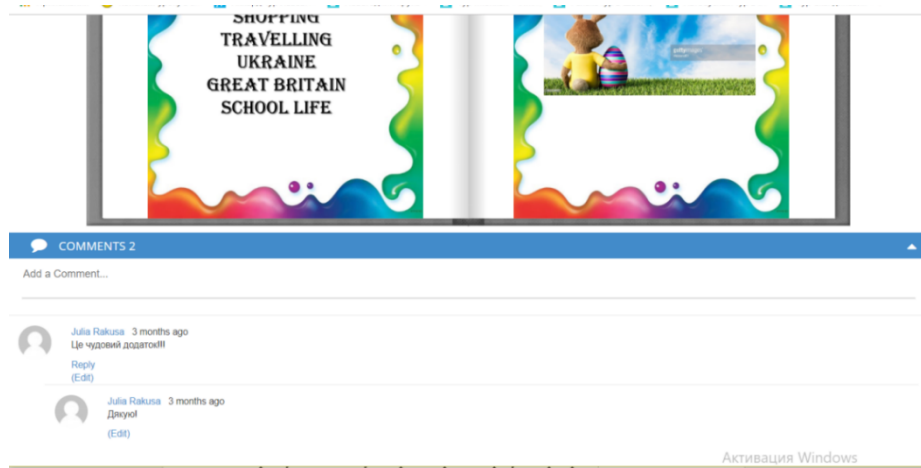 SHOPPING
TRAVELLING
UKRAINE
GREAT BRITAIN
SCHOOL LIFE
COMMENTS 2
Add a Comment...
Julia Rakusa 3 months ago
Це чудовий додаток!!!
Reply
(Edit)
Julia Rakusa 3 months ago
Дякую!
(Edit)
Активация Windows